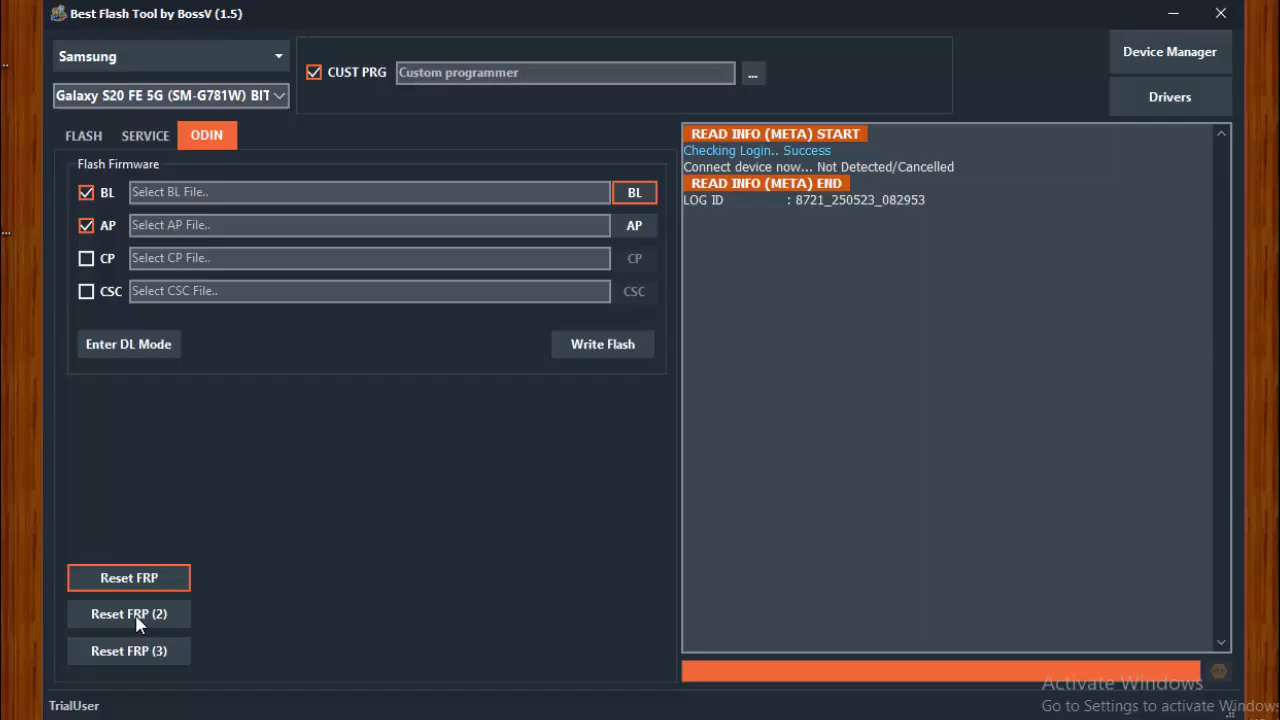 Best Flash Tool by BossV (1.5)
Samsung
Galaxy S20 FE 5G (SM-G781W) BIT
CUST PRG
Custom programmer
...
Device Manager
Drivers
FLASH
SERVICE
ODIN
Flash Firmware
BL
Select BL File..
BL
AP
Select AP File..
AP
CP
Select CP File..
CP
CSC
Select CSC File..
CSC
Enter DL Mode
Write Flash
Reset FRP
Reset FRP (2)
Reset FRP (3)
READ INFO (META) START
Checking Login.. Success
Connect device now... Not Detected/Cancelled
READ INFO (META) END
LOG ID : 8721_250523_082953
Activate Windows
Go to Settings to activate Windows
TrialUser